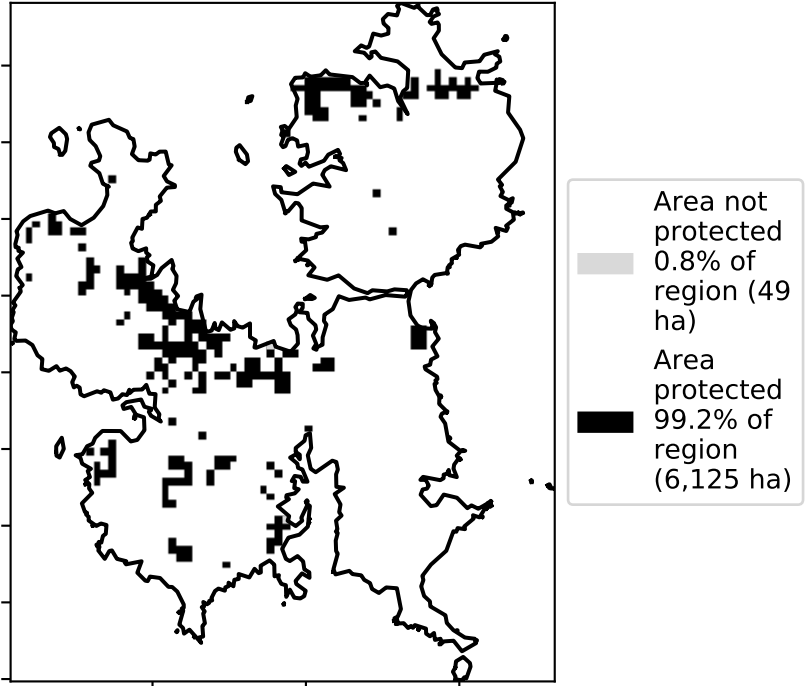 Area not
protected
0.8% of
region (49
ha)
Area
protected
99.2% of
region
(6,125 ha)